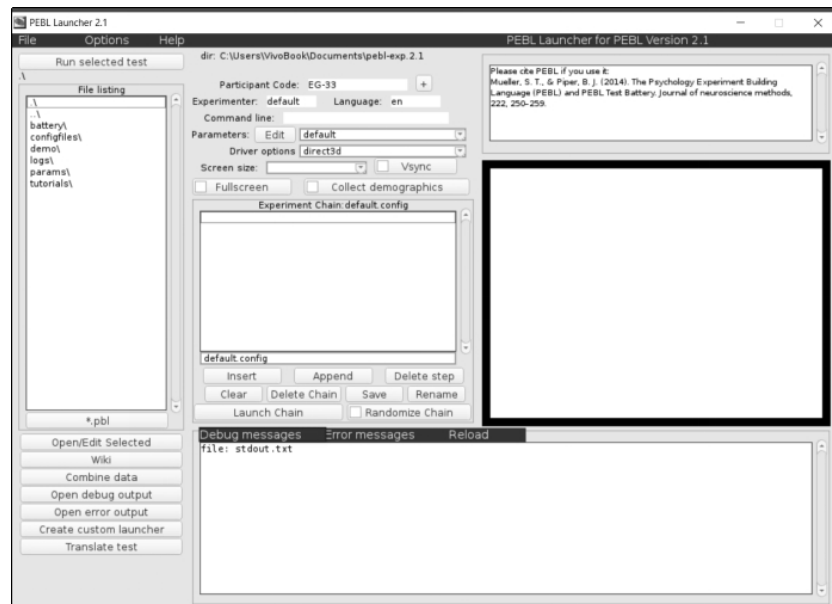 PEBL Launcher 2.1
File Options Help PEBL Launcher for PEBL Version 2.1
Run selected test
.\
File listing
.\
..\
battery\
configfiles\
demo\
logs\
params\
tutorials\
*.pbl
Open/Edit Selected
Wiki
Combine data
Open debug output
Open error output
Create custom launcher
Translate test
dir: C:\Users\VivoBook\Documents\pebl-exp.2.1
Participant Code: EG-33 +
Experimenter: default Language: en
Command line:
Parameters: Edit default
Driver options direct3d
Screen size: Vsync
Fullscreen Collect demographics
Experiment Chain:default.config
default.config
Insert Append Delete step
Clear Delete Chain Save Rename
Launch Chain Randomize Chain
Please cite PEBL if you use it:
Mueller, S. T., & Piper, B. J. (2014). The Psychology Experiment Building
Language (PEBL) and PEBL Test Battery. Journal of neuroscience methods,
222, 250-259.
Debug messages Error messages Reload
file: stdout.txt